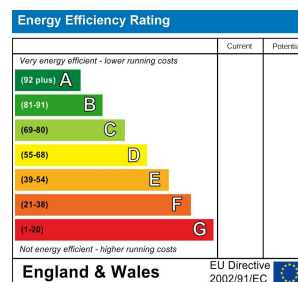 Energy Efficiency Rating
Current Potentia
Very energy efficient - lower running costs
(92 plus) A
(81-91) B
(69-80) C
(55-68) D
(39-54) E
(21-38) F
(1-20) G
Not energy efficient - higher running costs
England & Wales
EU Directive
2002/91/EC